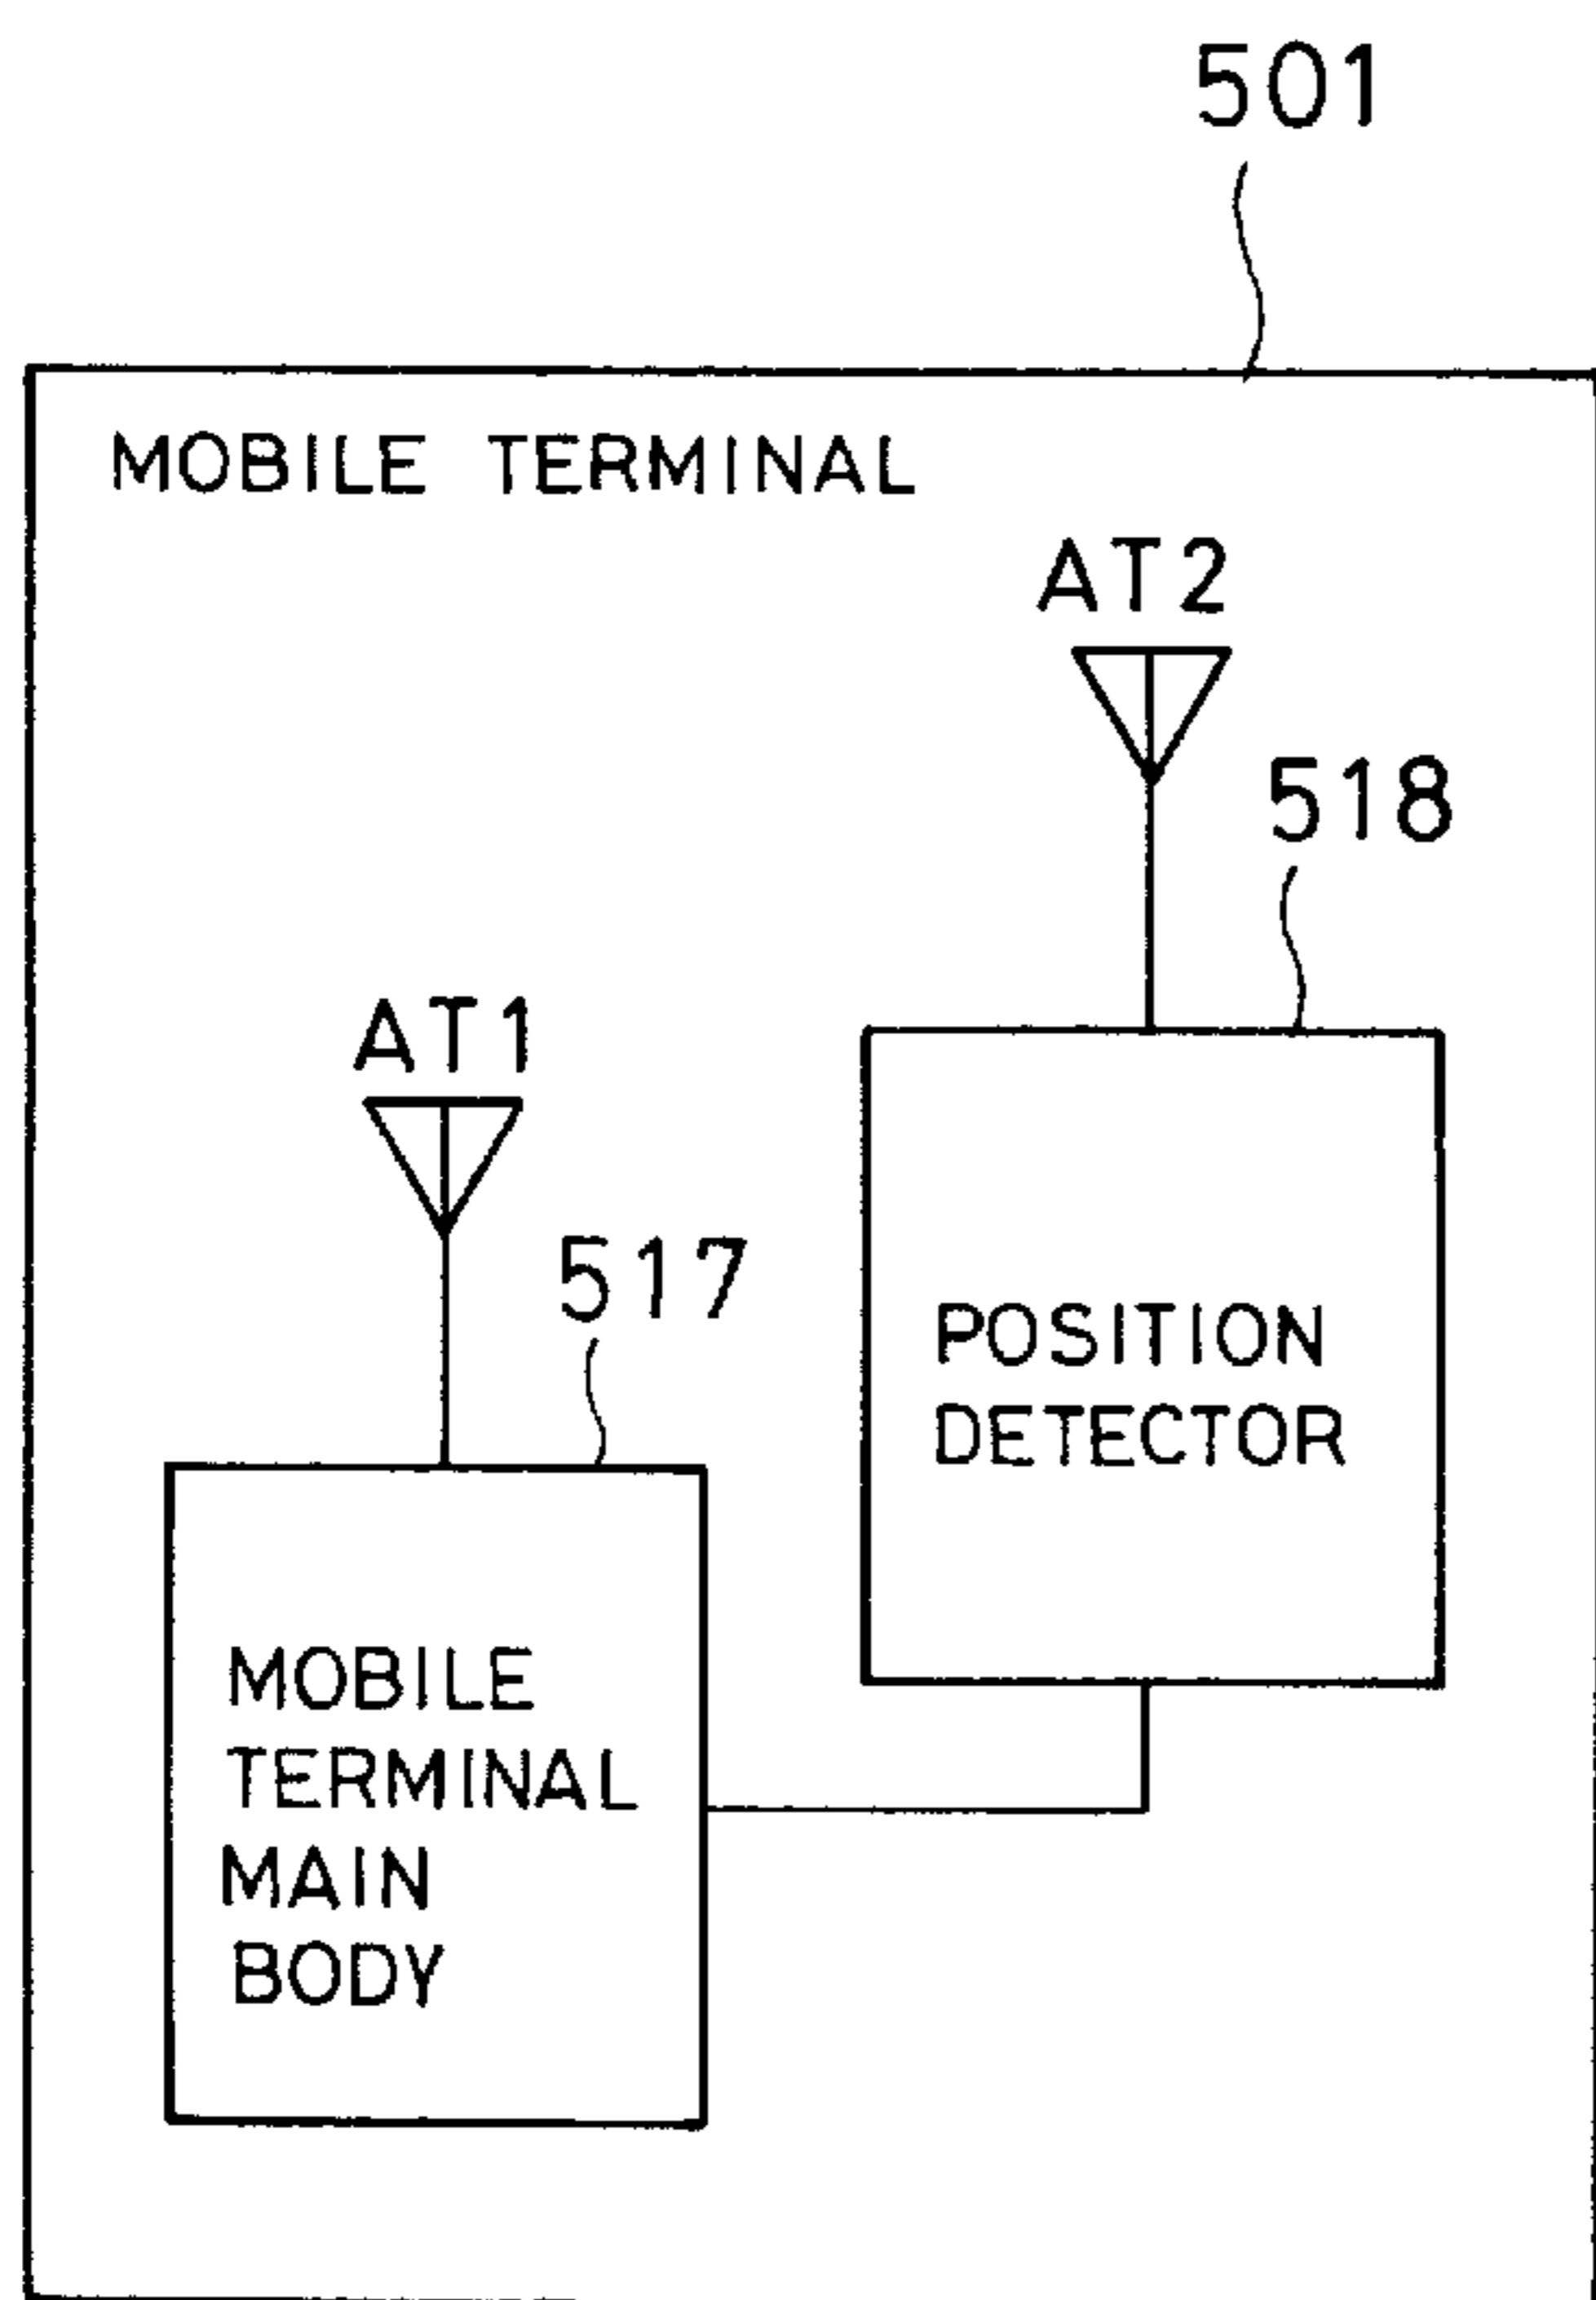 501
MOBILE TERMINAL
AT2
518
AT1
517
POSITION
DETECTOR
MOBILE
TERMINAL
MAIN
BODY